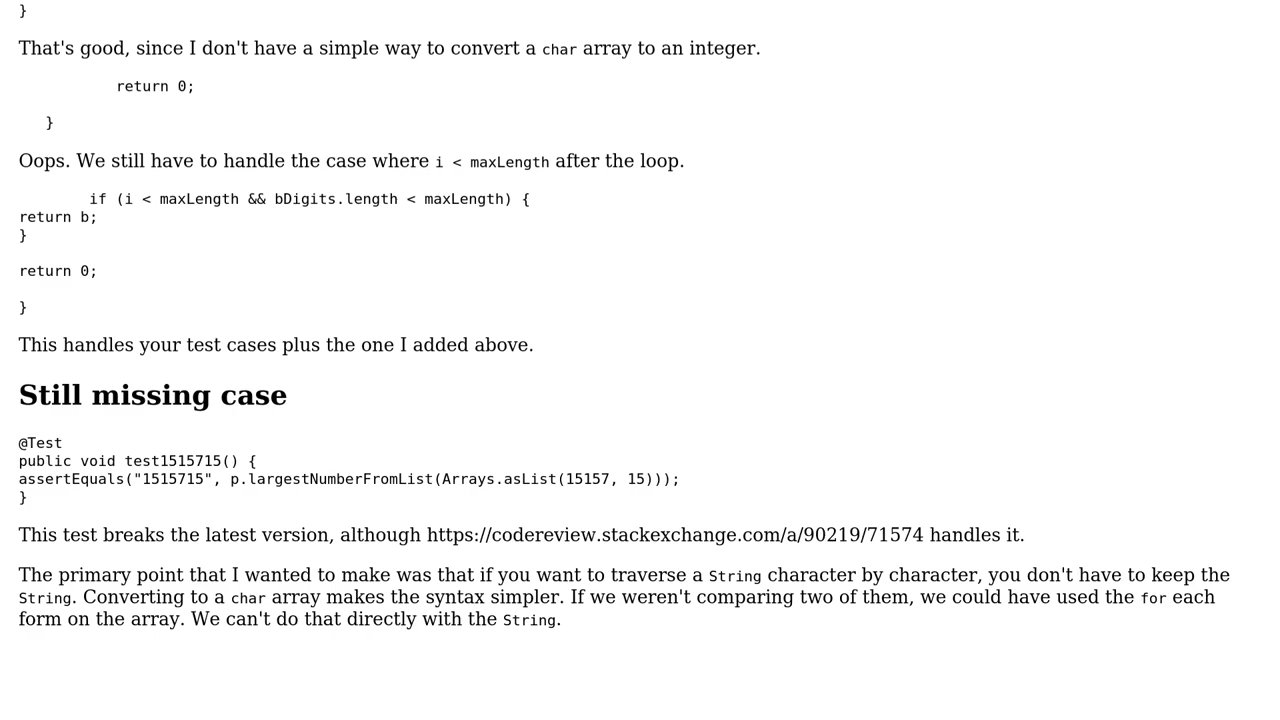 }
That's good, since I don't have a simple way to convert a char array to an integer.
return 0;
}
Oops. We still have to handle the case where i < maxLength after the loop.
if (i < maxLength && bDigits.length < maxLength) {
return b;
}
return 0;
}
This handles your test cases plus the one I added above.
Still missing case
@Test
public void test1515715() {
assertEquals("1515715", p.largestNumberFromList(Arrays.asList(15157, 15)));
}
This test breaks the latest version, although https://codereview.stackexchange.com/a/90219/71574 handles it.
The primary point that I wanted to make was that if you want to traverse a String character by character, you don't have to keep the
String. Converting to a char array makes the syntax simpler. If we weren't comparing two of them, we could have used the for each
form on the array. We can't do that directly with the String.